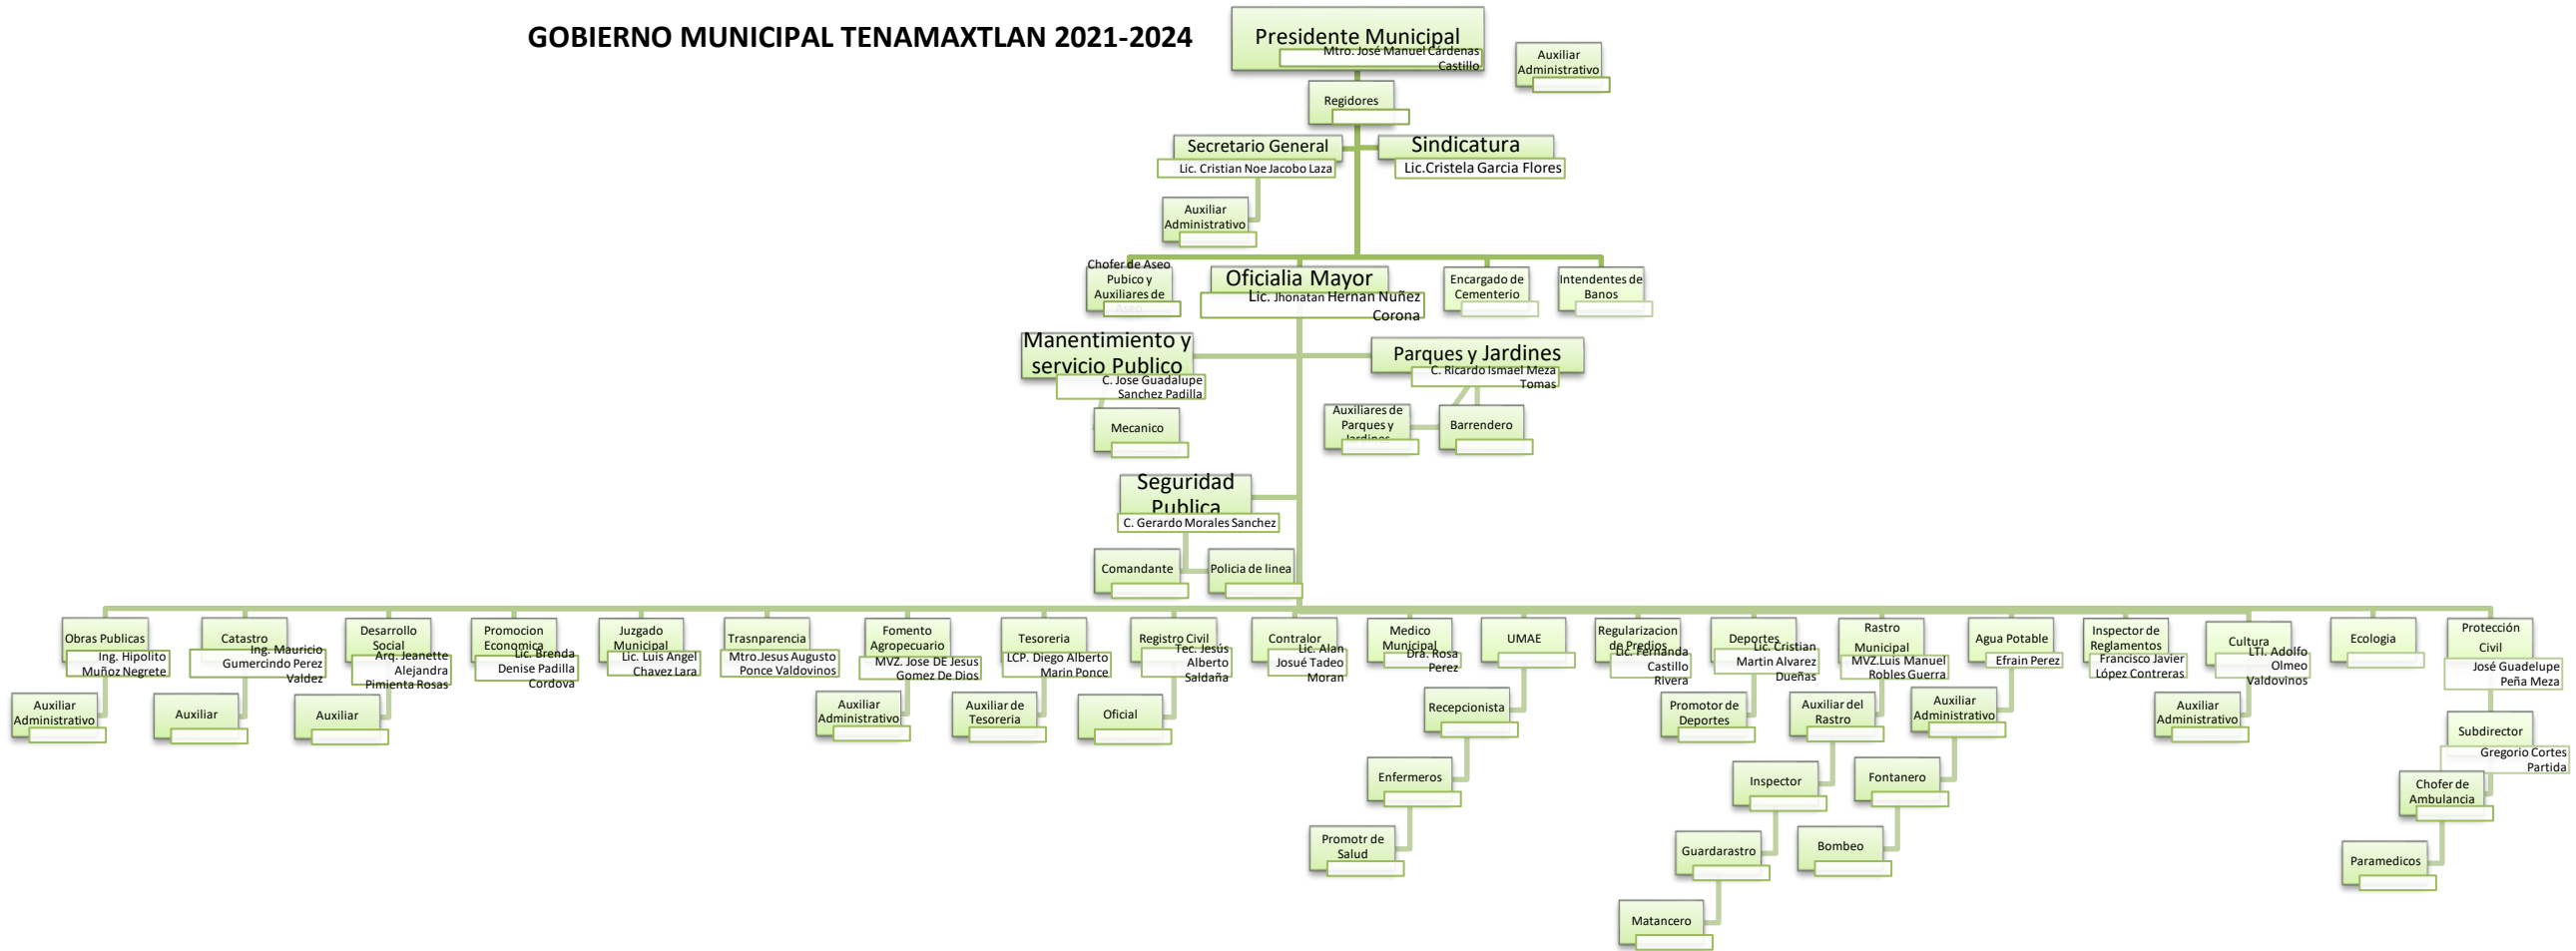 GOBIERNO MUNICIPAL TENAMAXTLAN 2021-2024
Presidente Municipal
Mtro. José Manuel Cárdenas
Castillo
Auxiliar
Administrativo
Regidores
Secretario General
Lic. Cristian Noe Jacobo Laza
Sindicatura
Lic.Cristela Garcia Flores
Auxiliar
Administrativo
Chofer de Aseo
Pubico y
Auxiliares de
Aseo
Oficialia Mayor
Lic. Jhonatan Hernan Nuñez
Corona
Encargado de
Cementerio
Intendentes de
Banos
Manentimiento y
servicio Publico
C. Jose Guadalupe
Sanchez Padilla
Parques y Jardines
C. Ricardo Ismael Meza
Tomas
Mecanico
Auxiliares de
Parques y
Jardines
Barrendero
Seguridad
Publica
C. Gerardo Morales Sanchez
Comandante
Policia de linea
Obras Publicas
Ing. Hipolito
Muñoz Negrete
Catastro
Ing. Mauricio
Gumercindo Perez
Valdez
Desarrollo
Social
Arq. Jeanette
Alejandra
Pimienta Rosas
Promocion
Economica
Lic. Brenda
Denise Padilla
Cordova
Juzgado
Municipal
Lic. Luis Angel
Chavez Lara
Trasnparencia
Mtro.Jesus Augusto
Ponce Valdovinos
Fomento
Agropecuario
MVZ. Jose DE Jesus
Gomez De Dios
Tesoreria
LCP. Diego Alberto
Marin Ponce
Registro Civil
Tec. Jesús
Alberto
Saldaña
Contralor
Lic. Alan
Josué Tadeo
Moran
Medico
Municipal
Dra. Rosa
Perez
UMAE
Regularizacion
de Predios
Lic. Fernanda
Castillo
Rivera
Deportes
Lic. Cristian
Martin Alvarez
Dueñas
Rastro
Municipal
MVZ.Luis Manuel
Robles Guerra
Agua Potable
Efrain Perez
Inspector de
Reglamentos
Francisco Javier
López Contreras
Cultura
LTI. Adolfo
Olmeo
Valdovinos
Ecologia
Protección
Civil
José Guadelupe
Peña Meza
Auxiliar
Administrativo
Auxiliar
Auxiliar
Auxiliar
Administrativo
Auxiliar de
Tesoreria
Oficial
Recepcionista
Promotor de
Deportes
Auxiliar del
Rastro
Auxiliar
Administrativo
Auxiliar
Administrativo
Subdirector
Gregorio Cortes
Partida
Enfermeros
Inspector
Fontanero
Chofer de
Ambulancia
Promotr de
Salud
Guardarastro
Bombeo
Paramedicos
Matancero